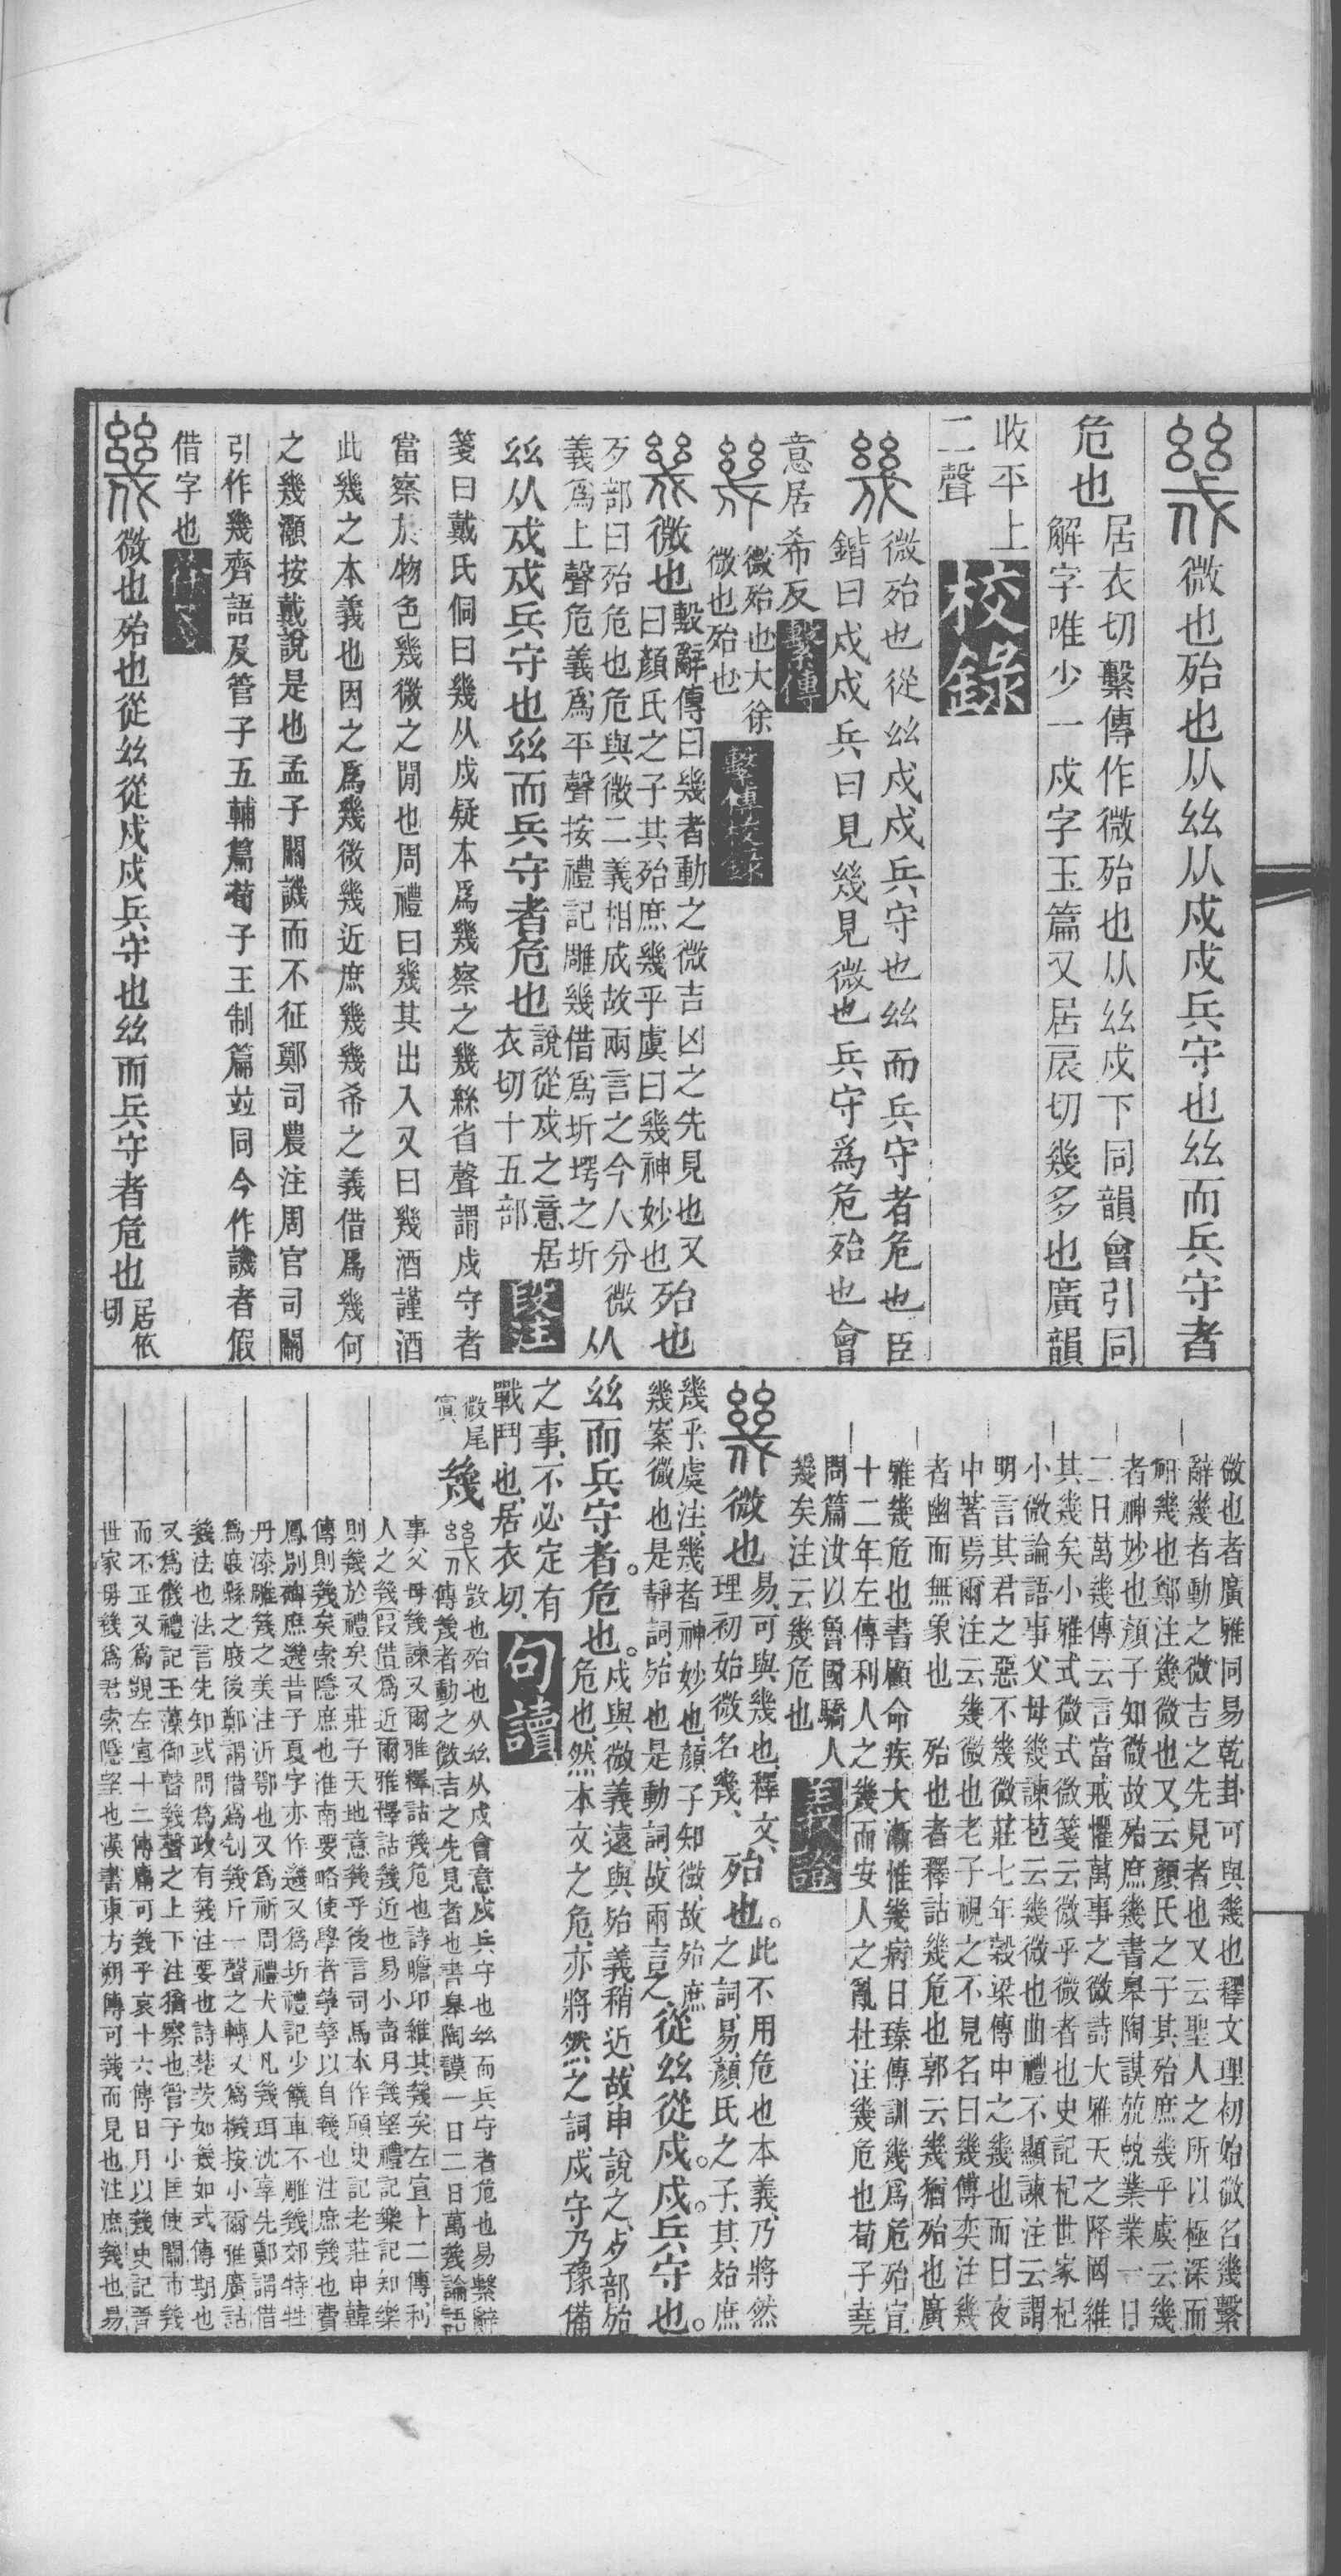 幾微也殆也从𢆶从戍戍兵守也𢆶而兵守者
危也居衣切繫傳作微殆也从𢆶戍下同韻會引同
解字唯少一戍字玉篇又居扆切幾多也廣韻
收平上
二聲校錄
幾微殆也從𢆶戍戍兵守也𢆶而兵守者危也臣
鍇曰戍戍兵曰見幾見微也兵守為危殆也會
意居希反繫傳
幾微殆也大徐
微也殆也繫傳校錄
幾微也毄辭傳曰幾者動之微吉凶之先見也又
曰顏氏之子其殆庶幾乎虞曰幾神妙也殆也
歺部曰殆危也危與微二義相成故兩言之今人分微
義爲上聲危義爲平聲按禮記雕幾借爲圻堮之圻从
𢆶从戍戍兵守也𢆶而兵守者危也說從戍之意居
衣切十五部段注
箋曰戴氏侗曰幾从戍疑本爲幾察之幾絲省聲謂戍守者
當察於物色幾微之閒也周禮曰幾其出入又曰幾酒謹酒
此幾之本義也因之爲幾微幾近庶幾幾希之義借爲幾何
之幾灝按戴說是也孟子關譏而不征鄭司農注周官司關
引作幾齊語及管子五輔篇荀子王制篇竝同今作譏者假
借字也
幾微也殆也從𢆶從戍戍兵守也𢆶而兵守者危也居依
切
微也者廣雅同易乾卦可與幾也釋文理初始微名幾繫
辭幾者動之微吉之先見者也又云聖人之所以極深而
硏幾也鄭注幾微也又云顏氏之子其殆庶幾乎虞云幾
者神妙也顏子知微故殆庶幾書皋陶謨兢兢業業一日
二日萬幾傳云言當戒懼萬事之微詩大雅天之降罔維
其幾矣小雅式微式微箋云微乎微者也史記杞世家杞
小微論語事父母幾諫苞云幾微也曲禮不顯諫注云謂
明言其君之惡不幾微莊七年穀梁傳中之幾也而曰夜
中著焉爾注云幾微也老子視之不見名曰幾傅奕注幾
者幽而無象也　殆也者釋詁幾危也郭云幾猶殆也廣
雅幾危也書顧命疾大漸惟幾病日臻傳訓幾爲危殆宣
十二年左傳利人之幾而安人之亂杜注幾危也荀子堯
問篇汝以魯國驕人
幾矣注云幾危也義證
幾微也易可與幾也釋文、
理初始微名幾、殆也。此不用危也本義、乃將然
之詞、易、顏氏之子、其殆庶
幾乎、虞注、幾者神妙也、顏子知微、故殆庶
幾案微也是靜詞殆也是動詞故兩言之從𢆶從戍。戍。兵守也。
𢆶而兵守者。危也。戍與微義遠、與殆義稍近、故申說之、歺部殆
危也、然本文之危、亦將然之詞、戍守乃豫備
之事、不必定有
戰鬥也、居衣切、句讀
微尾
寘幾𢆶戍敳也殆也从𢆶从戍會意戍兵守也𢆶而兵守者危也易繫辭
傳幾者動之微吉之先見者也書皋陶謨一日二日萬幾論語
事父母幾諫又爾雅釋詁幾危也詩瞻卬維其幾矣左宣十二傳利
人之幾叚借爲近爾雅釋詁幾近也易小畜月幾望禮記樂記知樂
則幾於禮矣又莊子天地意幾乎後言司馬本作頎史記老莊申韓
傳則幾矣索隱庶也淮南要略使學者孳孳以自幾也注庶幾也費
鳳別碑庶遴昔子夏字亦作遴又爲圻禮記少儀車不雕幾郊特牲
丹漆雕幾之美注沂鄂也又爲祈周禮犬人凡幾珥沈辜先鄭謂借
爲庪縣之庪後鄭謂借爲刉幾斤一聲之轉又爲機按小爾雅廣詁
幾法也法言先知或問爲政有幾注要也詩楚茨如幾如式傳期也
又爲譏禮記玉藻御瞽幾聲之上下注猶察也管子小匡使關市幾
而不正又爲覬左宣十二傳庸可幾乎哀十六傳日月以幾史記晉
世家毋幾爲君索隱望也漢書東方朔傳可幾而見也注庶幾也易